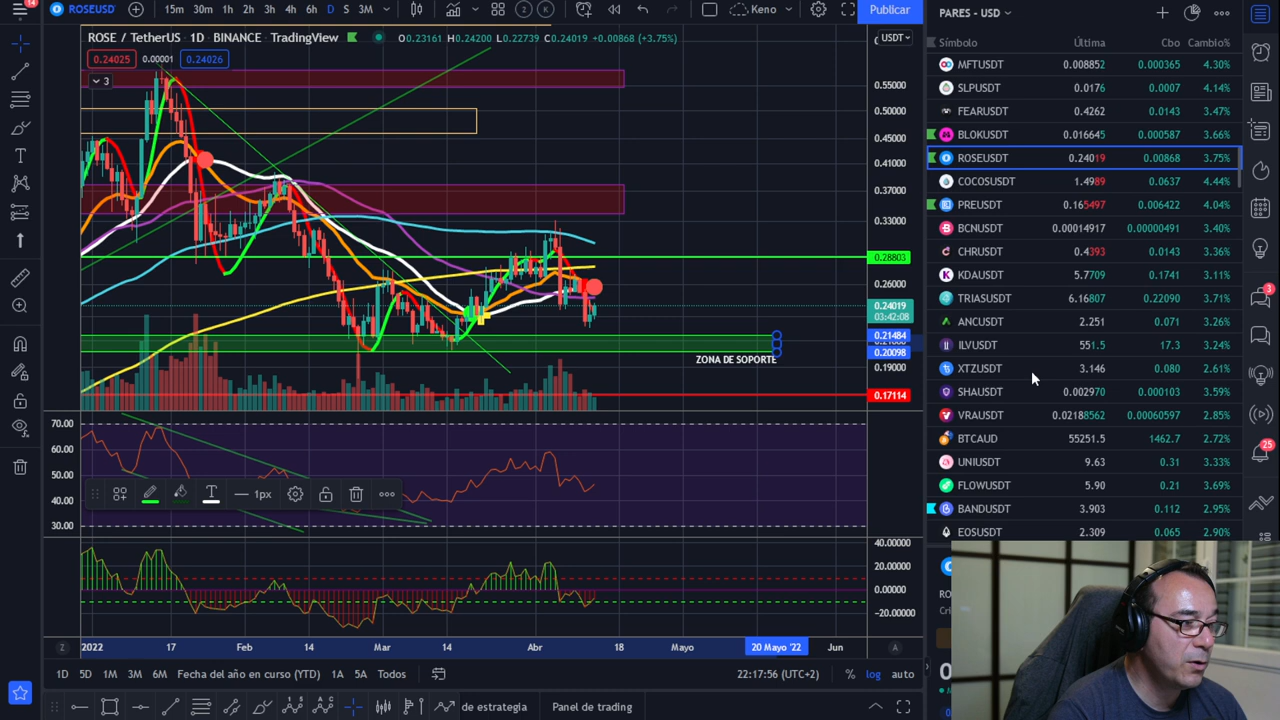 14
ROSEUSD
15m 30m 1h 2h 3h 4h 6h D S 3M
2 K
Keno
Publicar
PARES - USD
ROSE / TetherUS · 1D · BINANCE · TradingView
O0.23161 H0.24200 L0.22739 C0.24019 +0.00868 (+3.75%)
USDT
0.24025 0.00001 0.24026
3
0.55000
0.50000
0.45000
0.41000
0.37000
0.33000
0.28803
0.26000
0.24019
03:42:08
0.21484
0.20098
ZONA DE SOPORTE
0.19000
0.17114
70.00
60.00
50.00
40.00
30.00
1px
40.00000
20.00000
0.00000
−20.00000
Z
2022 17 Feb 14 Mar 14 Abr 18 Mayo 20 Mayo '22 Jun
A
1D 5D 1M 3M 6M Fecha del año en curso (YTD) 1A 5A Todos
22:17:56 (UTC+2)
% log auto
de estrategia
Panel de trading
Símbolo Última Cbo Cambio%
MFTUSDT 0.008852 0.000365 4.30%
SLPUSDT 0.0176 0.0007 4.14%
FEARUSDT 0.4262 0.0143 3.47%
BLOKUSDT 0.016645 0.000587 3.66%
ROSEUSDT 0.24019 0.00868 3.75%
COCOSUSDT 1.4989 0.0637 4.44%
PREUSDT 0.165497 0.006422 4.04%
BCNUSDT 0.00014917 0.00000491 3.40%
CHRUSDT 0.4393 0.0143 3.36%
KDAUSDT 5.7709 0.1741 3.11%
TRIASUSDT 6.16807 0.22090 3.71%
ANCUSDT 2.251 0.071 3.26%
ILVUSDT 551.5 17.3 3.24%
XTZUSDT 3.146 0.080 2.61%
SHAUSDT 0.002970 0.000103 3.59%
VRAUSDT 0.02188562 0.00060597 2.85%
BTCAUD 55251.5 1462.7 2.72%
UNIUSDT 9.63 0.31 3.33%
FLOWUSDT 5.90 0.21 3.69%
BANDUSDT 3.903 0.112 2.95%
EOSUSDT 2.309 0.065 2.90%
3
25